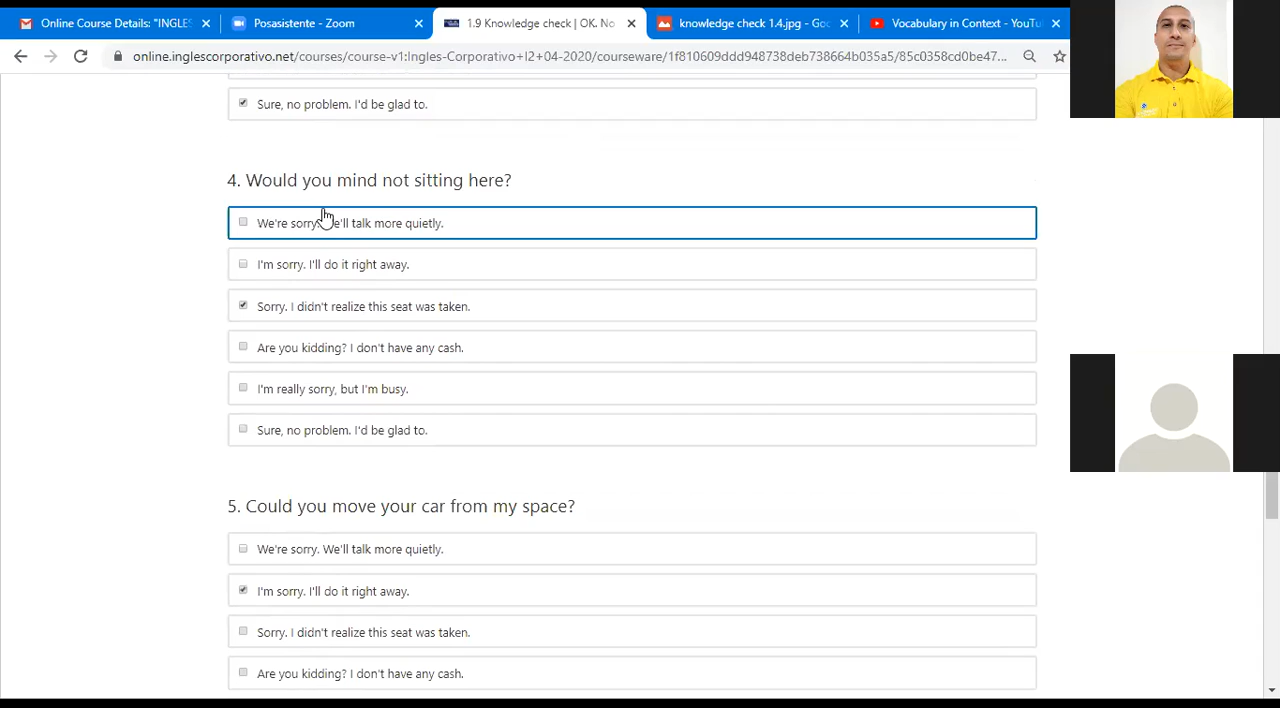 Online Course Details: "INGLES
Posasistente - Zoom
1.9 Knowledge check | OK. No
knowledge check 1.4.jpg - Goo
Vocabulary in Context - YouTu
online.inglescorporativo.net/courses/course-v1:Ingles-Corporativo+I2+04-2020/courseware/1f810609ddd948738deb738664b035a5/85c0358cd0be47...
Sure, no problem. I'd be glad to.
4. Would you mind not sitting here?
We're sorry. We'll talk more quietly.
I'm sorry. I'll do it right away.
Sorry. I didn't realize this seat was taken.
Are you kidding? I don't have any cash.
I'm really sorry, but I'm busy.
Sure, no problem. I'd be glad to.
5. Could you move your car from my space?
We're sorry. We'll talk more quietly.
I'm sorry. I'll do it right away.
Sorry. I didn't realize this seat was taken.
Are you kidding? I don't have any cash.